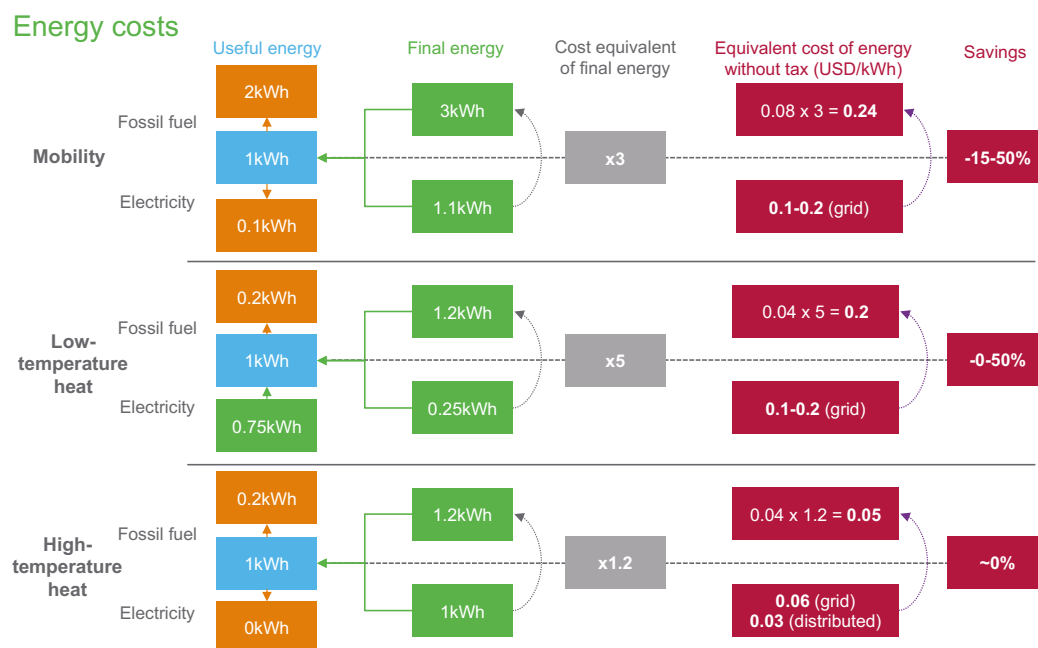 Energy costs
Useful energy
Final energy
Cost equivalent
of final energy
Equivalent cost of energy
without tax (USD/kWh)
Savings
Mobility
Fossil fuel
Electricity
2kWh
1kWh
0.1kWh
3kWh
1.1kWh
x3
0.08 x 3 = 0.24
0.1-0.2 (grid)
-15-50%
Low-
temperature
heat
Fossil fuel
Electricity
0.2kWh
1kWh
0.75kWh
1.2kWh
0.25kWh
x5
0.04 x 5 = 0.2
0.1-0.2 (grid)
-0-50%
High-
temperature
heat
Fossil fuel
Electricity
0.2kWh
1kWh
0kWh
1.2kWh
1kWh
x1.2
0.04 x 1.2 = 0.05
0.06 (grid)
0.03 (distributed)
~0%